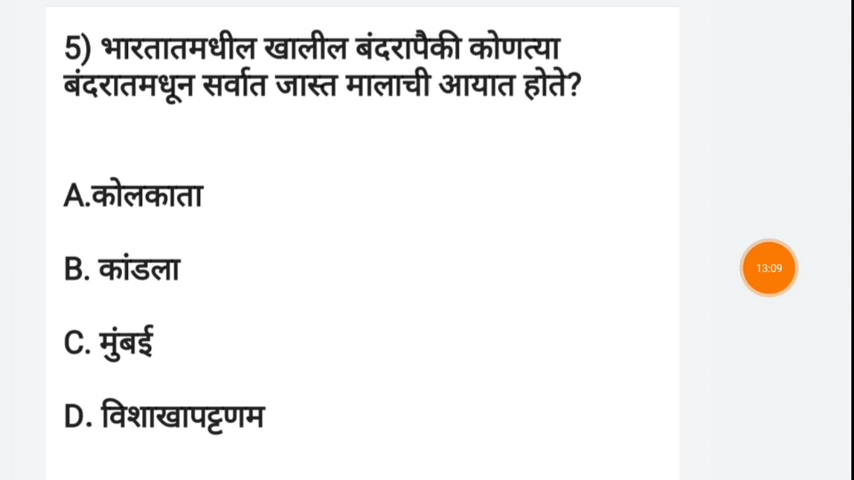 5) भारतातमधील खालील बंदरापैकी कोणत्या
बंदरातमधून सर्वात जास्त मालाची आयात होते?
A.कोलकाता
B. कांडला
C. मुंबई
D. विशाखापट्टणम
13:09